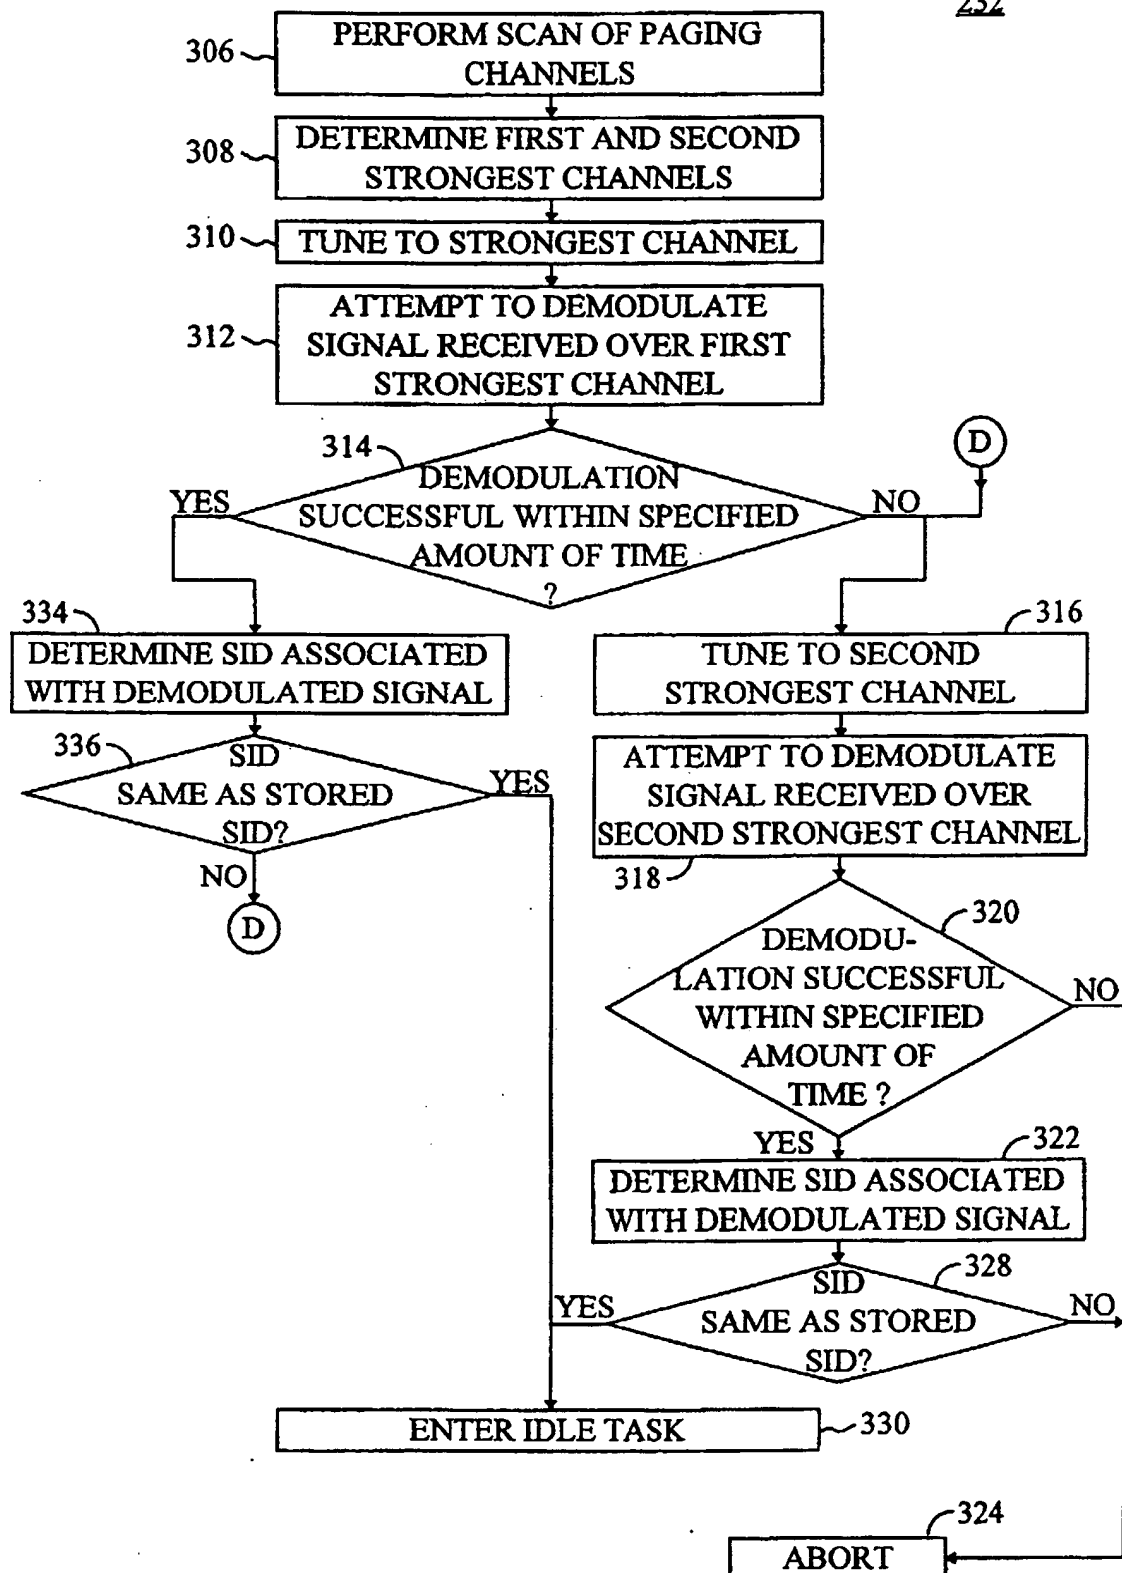 232
306
PERFORM SCAN OF PAGING
CHANNELS
308
DETERMINE FIRST AND SECOND
STRONGEST CHANNELS
310
TUNE TO STRONGEST CHANNEL
312
ATTEMPT TO DEMODULATE
SIGNAL RECEIVED OVER FIRST
STRONGEST CHANNEL
314
DEMODULATION
SUCCESSFUL WITHIN SPECIFIED
AMOUNT OF TIME
?
YES
NO
D
334
DETERMINE SID ASSOCIATED
WITH DEMODULATED SIGNAL
336
SID
SAME AS STORED
SID?
YES
NO
D
316
TUNE TO SECOND
STRONGEST CHANNEL
ATTEMPT TO DEMODULATE
SIGNAL RECEIVED OVER
SECOND STRONGEST CHANNEL
318
320
DEMODU-
LATION SUCCESSFUL
WITHIN SPECIFIED
AMOUNT OF
TIME ?
NO
YES
322
DETERMINE SID ASSOCIATED
WITH DEMODULATED SIGNAL
328
SID
SAME AS STORED
SID?
YES
NO
ENTER IDLE TASK
330
324
ABORT